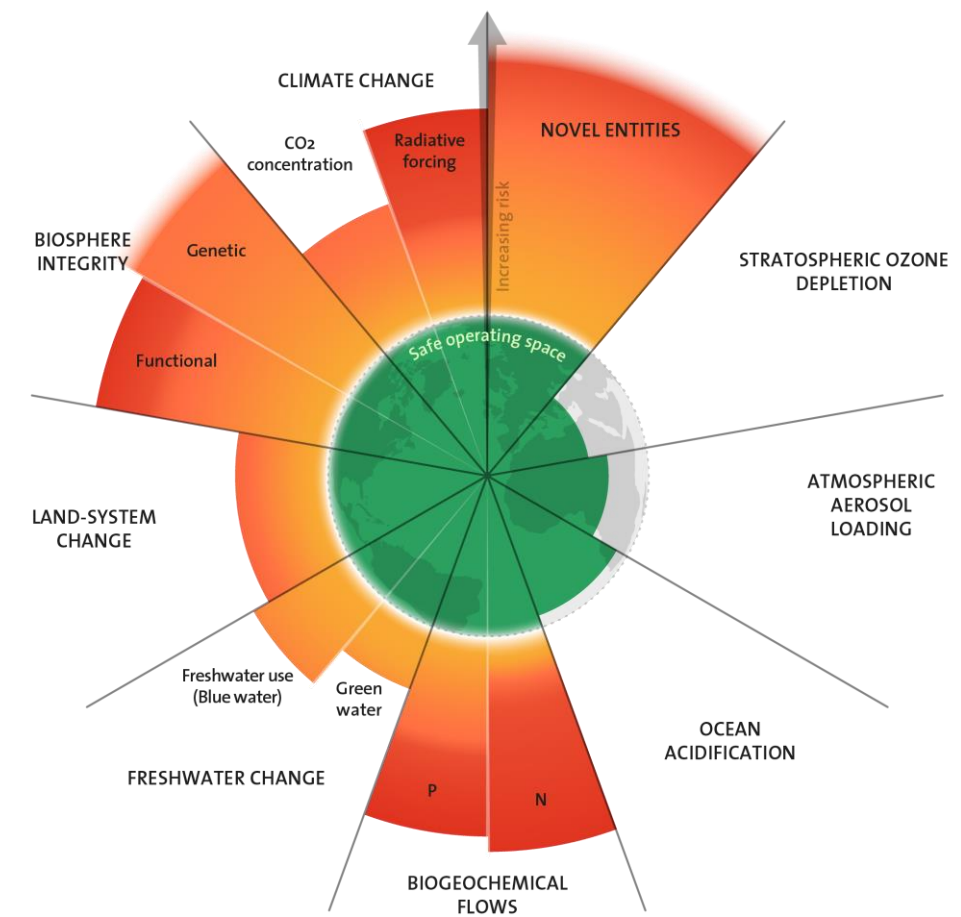 CLIMATE CHANGE
CO2
concentration
Radiative
forcing
NOVEL ENTITIES
Increasing risk
STRATOSPHERIC OZONE
DEPLETION
BIOSPHERE
INTEGRITY
Genetic
Functional
Safe operating space
ATMOSPHERIC
AEROSOL
LOADING
LAND-SYSTEM
CHANGE
Freshwater use
(Blue water)
Green
water
FRESHWATER CHANGE
OCEAN
ACIDIFICATION
P
N
BIOGEOCHEMICAL
FLOWS